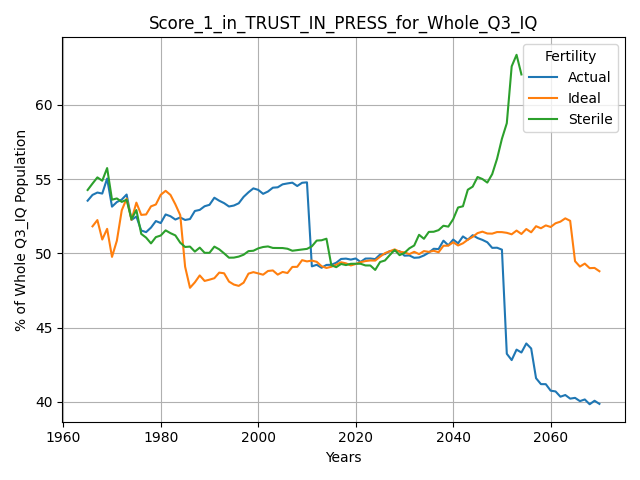 Score_1_in_TRUST_IN_PRESS_for_Whole_Q3_IQ
Fertility
Actual
Ideal
Sterile
% of Whole Q3_IQ Population
60
55
50
45
40
1960
1980
2000
2020
2040
2060
Years